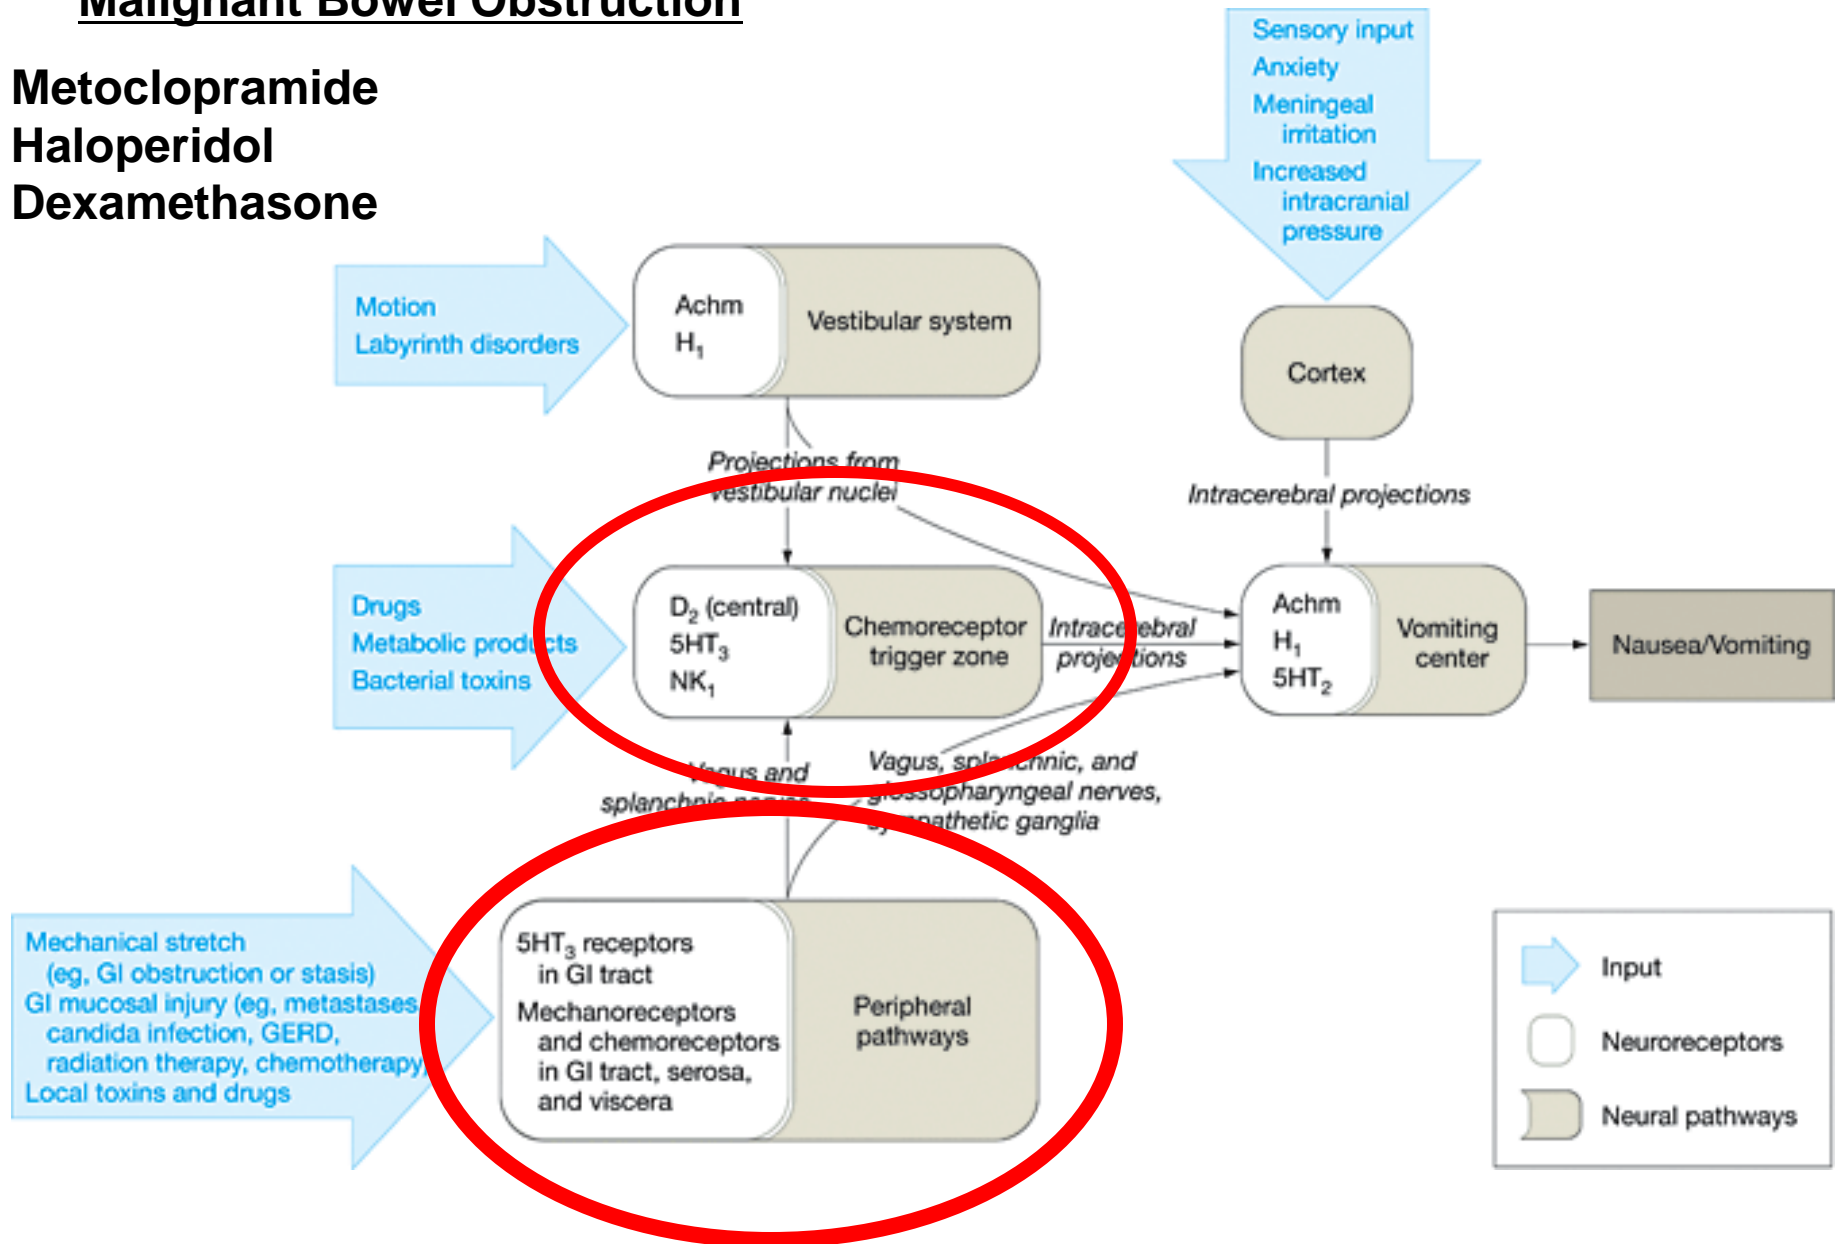 Malignant Bowel Obstruction
Metoclopramide
Haloperidol
Dexamethasone
Sensory input
Anxiety
Meningeal
irritation
Increased
intracranial
pressure
Motion
Labyrinth disorders
Achm
H1
Vestibular system
Cortex
Projections from
vestibular nuclei
Intracerebral projections
Drugs
Metabolic products
Bacterial toxins
D2 (central)
5HT3
NK1
Chemoreceptor
trigger zone
Intracerebral
projections
Achm
H1
5HT2
Vomiting
center
Nausea/Vomiting
Vagus and
splanchnic nerves
Vagus, splanchnic, and
glossopharyngeal nerves,
sympathetic ganglia
Mechanical stretch
(eg, GI obstruction or stasis)
GI mucosal injury (eg, metastases,
candida infection, GERD,
radiation therapy, chemotherapy)
Local toxins and drugs
5HT3 receptors
in GI tract
Mechanoreceptors
and chemoreceptors
in GI tract, serosa,
and viscera
Peripheral
pathways
Input
Neuroreceptors
Neural pathways